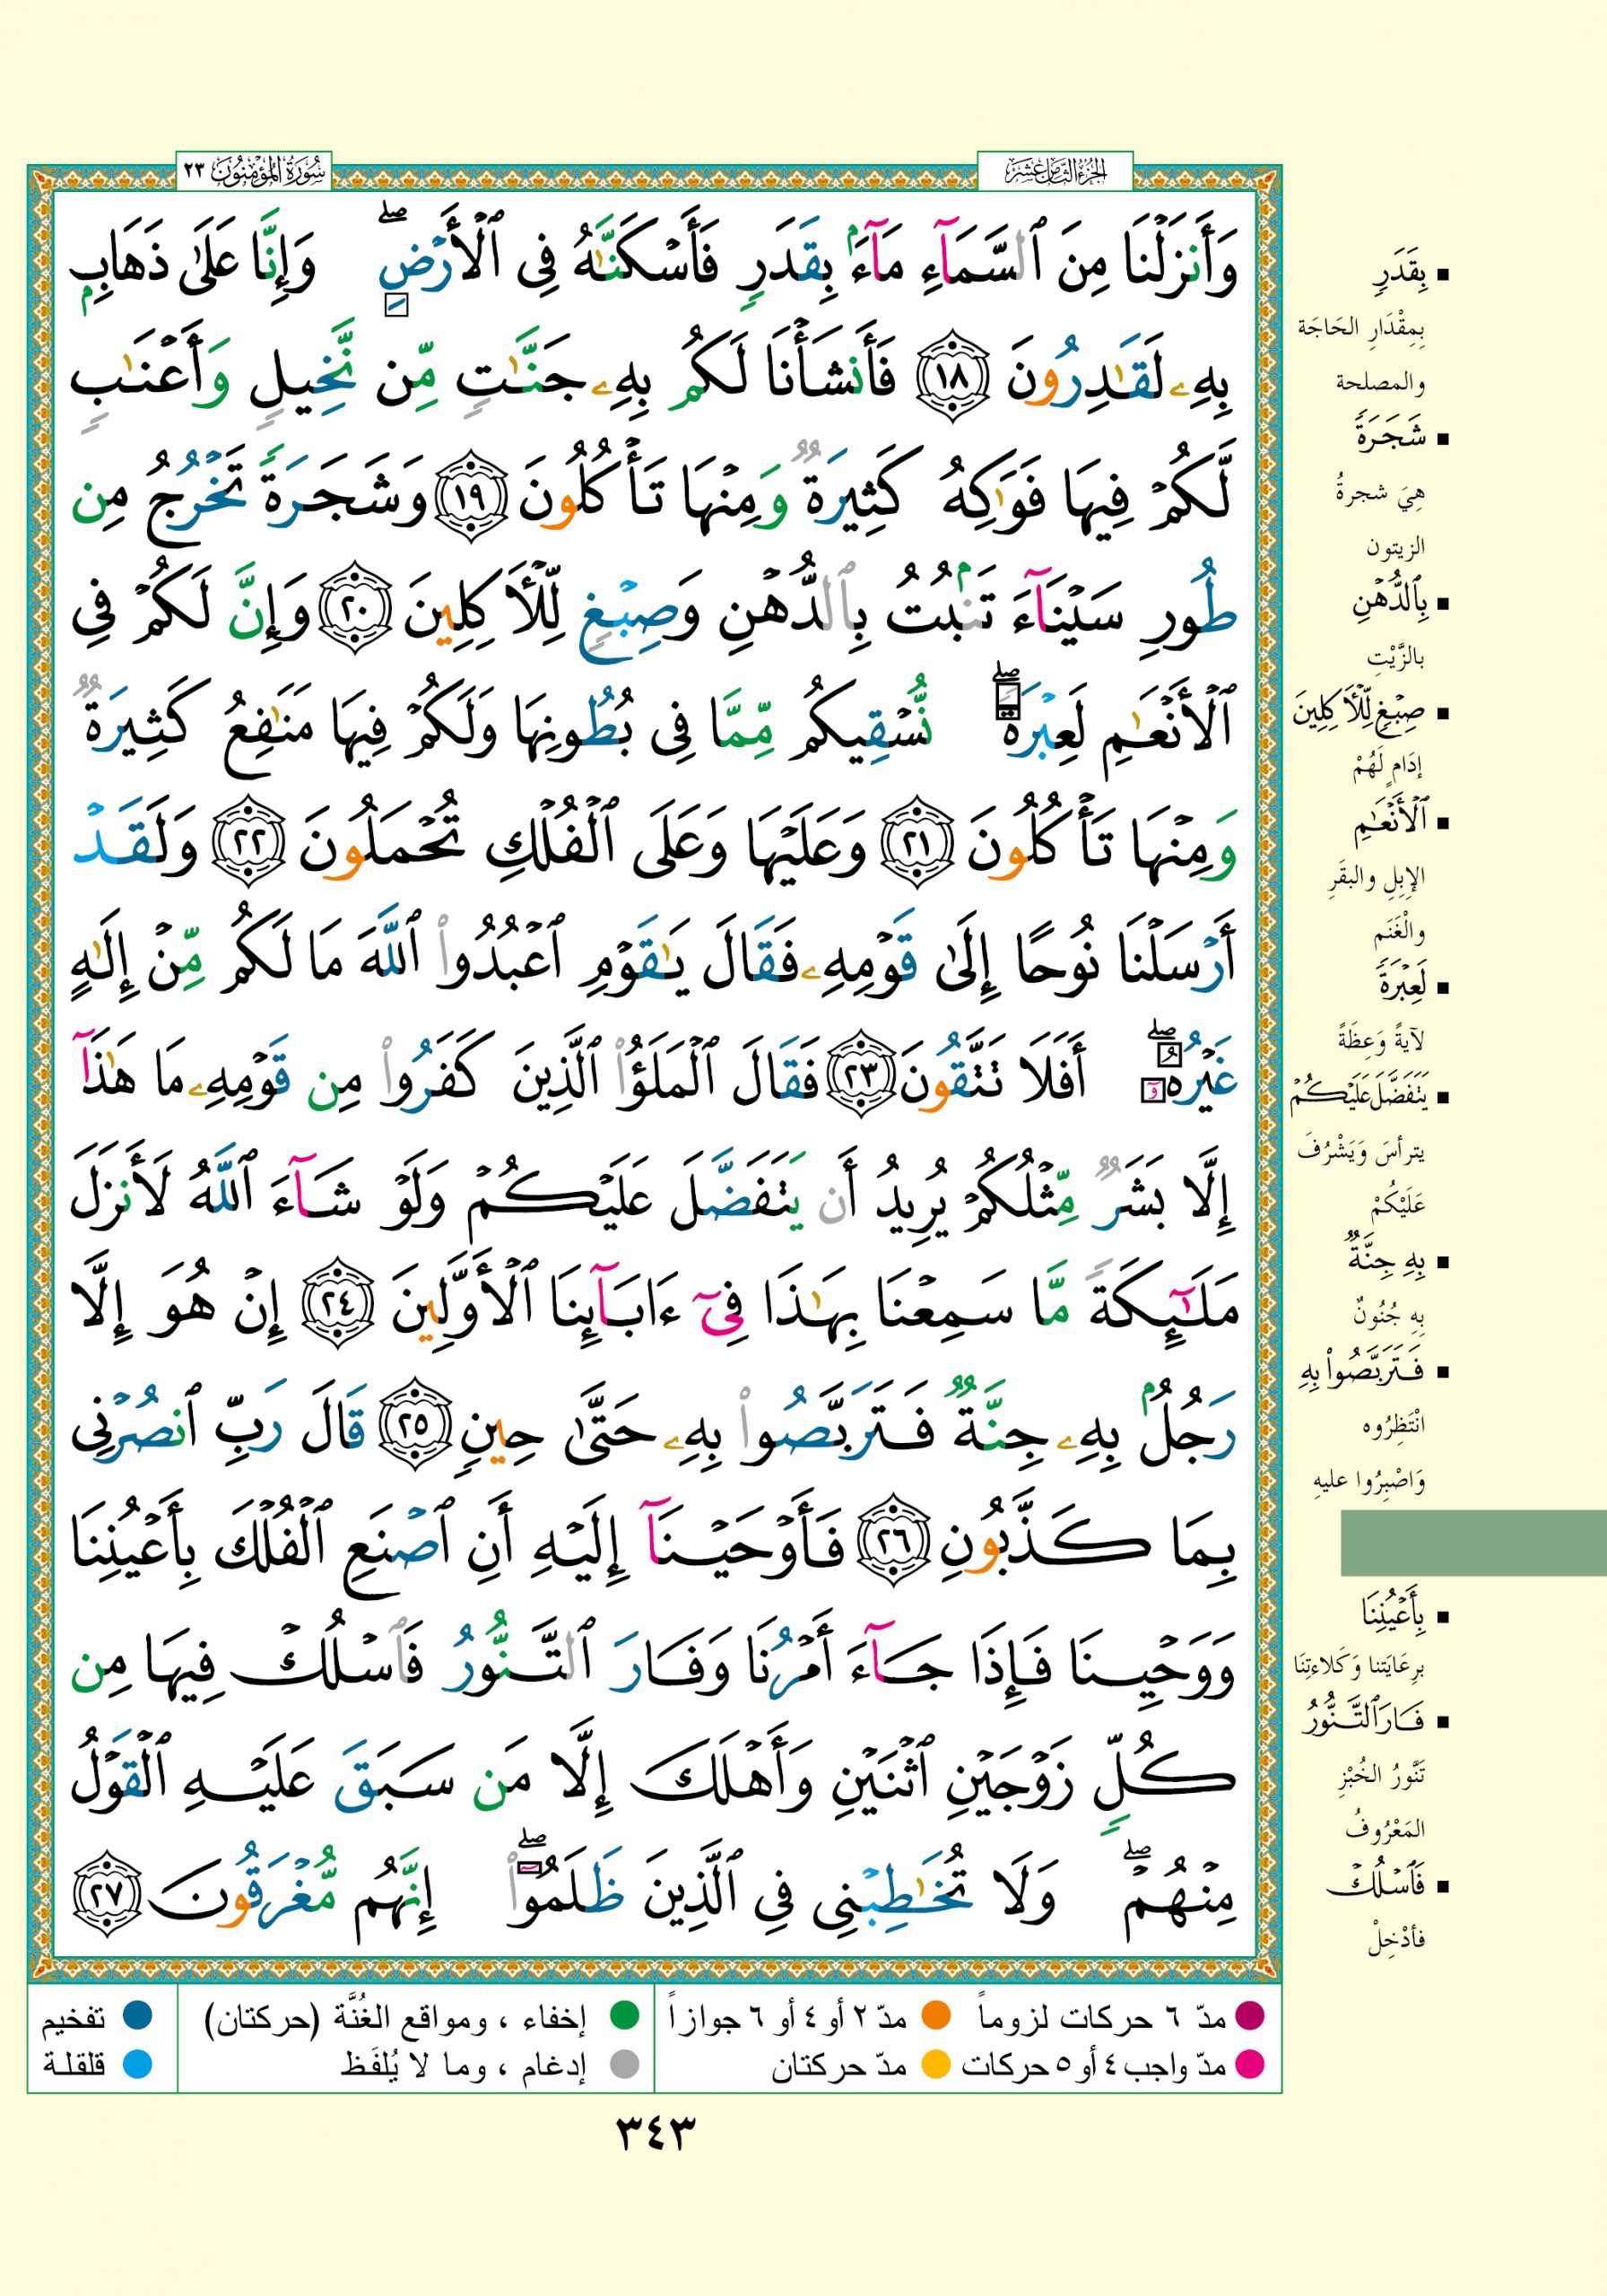 الجزء الثامن عشر
سُورَةُ المُؤْمِنُونَ ٢٣
وَأَنزَلْنَا مِنَ ٱلسَّمَآءِ مَآءًۢ بِقَدَرٍ فَأَسْكَنَّٰهُ فِى ٱلْأَرْضِ ۖ وَإِنَّا عَلَىٰ ذَهَابٍۭ
بِهِۦ لَقَٰدِرُونَ ١٨ فَأَنشَأْنَا لَكُم بِهِۦ جَنَّٰتٍ مِّن نَّخِيلٍ وَأَعْنَٰبٍ
لَّكُمْ فِيهَا فَوَٰكِهُ كَثِيرَةٌ وَمِنْهَا تَأْكُلُونَ ١٩ وَشَجَرَةً تَخْرُجُ مِن
طُورِ سَيْنَآءَ تَنۢبُتُ بِٱلدُّهْنِ وَصِبْغٍ لِّلْـَٔاكِلِينَ ٢٠ وَإِنَّ لَكُمْ فِى
ٱلْأَنْعَٰمِ لَعِبْرَةً ۖ نُّسْقِيكُم مِّمَّا فِى بُطُونِهَا وَلَكُمْ فِيهَا مَنَٰفِعُ كَثِيرَةٌ
وَمِنْهَا تَأْكُلُونَ ٢١ وَعَلَيْهَا وَعَلَى ٱلْفُلْكِ تُحْمَلُونَ ٢٢ وَلَقَدْ
أَرْسَلْنَا نُوحًا إِلَىٰ قَوْمِهِۦ فَقَالَ يَٰقَوْمِ ٱعْبُدُوا۟ ٱللَّهَ مَا لَكُم مِّنْ إِلَٰهٍ
غَيْرُهُۥٓ ۖ أَفَلَا تَتَّقُونَ ٢٣ فَقَالَ ٱلْمَلَؤُا۟ ٱلَّذِينَ كَفَرُوا۟ مِن قَوْمِهِۦ مَا هَٰذَآ
إِلَّا بَشَرٌ مِّثْلُكُمْ يُرِيدُ أَن يَتَفَضَّلَ عَلَيْكُمْ وَلَوْ شَآءَ ٱللَّهُ لَأَنزَلَ
مَلَٰٓئِكَةً مَّا سَمِعْنَا بِهَٰذَا فِىٓ ءَابَآئِنَا ٱلْأَوَّلِينَ ٢٤ إِنْ هُوَ إِلَّا
رَجُلٌۢ بِهِۦ جِنَّةٌ فَتَرَبَّصُوا۟ بِهِۦ حَتَّىٰ حِينٍ ٢٥ قَالَ رَبِّ ٱنصُرْنِى
بِمَا كَذَّبُونِ ٢٦ فَأَوْحَيْنَآ إِلَيْهِ أَنِ ٱصْنَعِ ٱلْفُلْكَ بِأَعْيُنِنَا
وَوَحْيِنَا فَإِذَا جَآءَ أَمْرُنَا وَفَارَ ٱلتَّنُّورُ فَٱسْلُكْ فِيهَا مِن
كُلٍّ زَوْجَيْنِ ٱثْنَيْنِ وَأَهْلَكَ إِلَّا مَن سَبَقَ عَلَيْهِ ٱلْقَوْلُ
مِنْهُمْ ۖ وَلَا تُخَٰطِبْنِى فِى ٱلَّذِينَ ظَلَمُوٓا۟ ۖ إِنَّهُم مُّغْرَقُونَ ٢٧
بِقَدَرٍ
بِمِقْدَارِ الحَاجَة
والمصلحة
شَجَرَةً
هِيَ شجرةُ
الزيتون
بِٱلدُّهْنِ
بالزَّيْتِ
صِبْغٍ لِّلْـَٔاكِلِينَ
إدَامٍ لَهُمْ
ٱلْأَنْعَٰمِ
الإِبِلِ والبقَرِ
والْغَنَم
لَعِبْرَةً
لآيةً وَعِظَةً
يَتَفَضَّلَ عَلَيْكُمْ
يترأسَ وَيَشْرُفَ
عَلَيْكُمْ
بِهِ جِنَّةٌ
بِهِ جُنُونٌ
فَتَرَبَّصُوا۟ بِهِ
انْتَظِرُوه
وَاصْبِرُوا عليهِ
بِأَعْيُنِنَا
بِرِعَايَتنا وَكَلاءتِنَا
فَارَ ٱلتَّنُّورُ
تَنُّورُ الخُبْزِ
المَعْرُوفُ
فَٱسْلُكْ
فأدْخِلْ
مدّ ٦ حركات لزوماً مدّ ٢ أو ٤ أو ٦ جوازاً إخفاء ، ومواقع الغُنَّة (حركتان) تفخيم
مدّ واجب ٤ أو ٥ حركات مدّ حركتان إدغام ، وما لا يُلفَظ قلقلة
٣٤٣